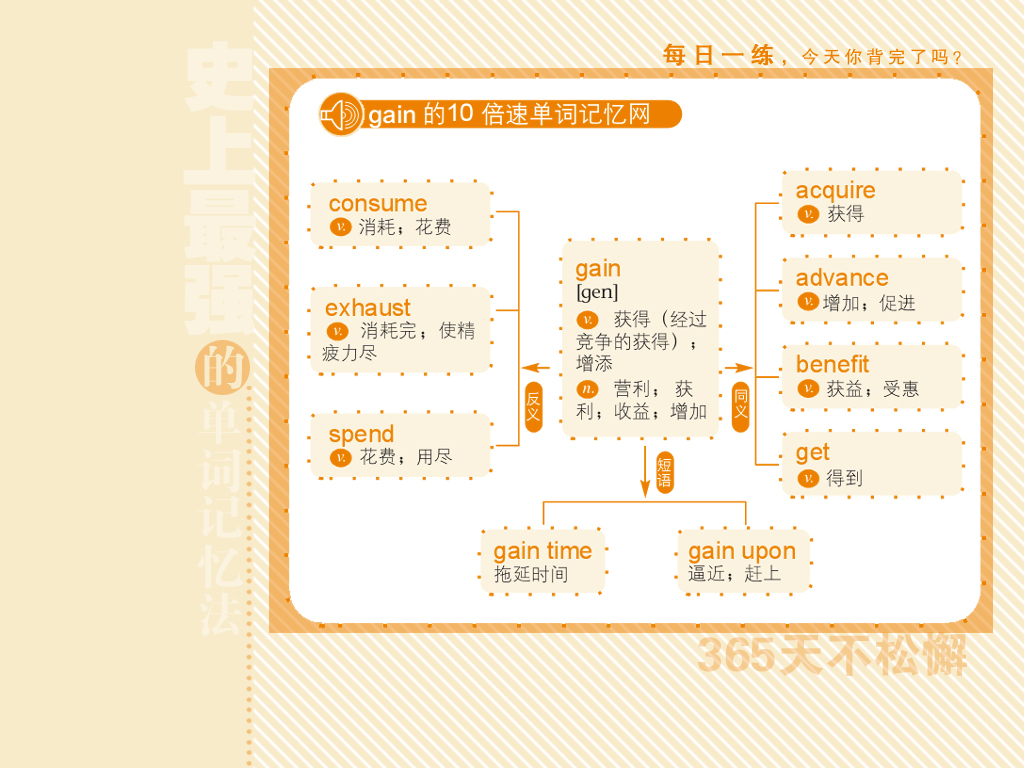 每日一练，今天你背完了吗？
gain 的10 倍速单词记忆网
史上最强的单词记忆法
consume
v. 消耗；花费
exhaust
v. 消耗完；使精
疲力尽
spend
v. 花费；用尽
反义
gain
[gen]
v. 获得（经过
竞争的获得）；
增添
n. 营利； 获
利；收益；增加
同义
acquire
v. 获得
advance
v. 增加；促进
benefit
v. 获益；受惠
get
v. 得到
短语
gain time
拖延时间
gain upon
逼近；赶上
365天不松懈